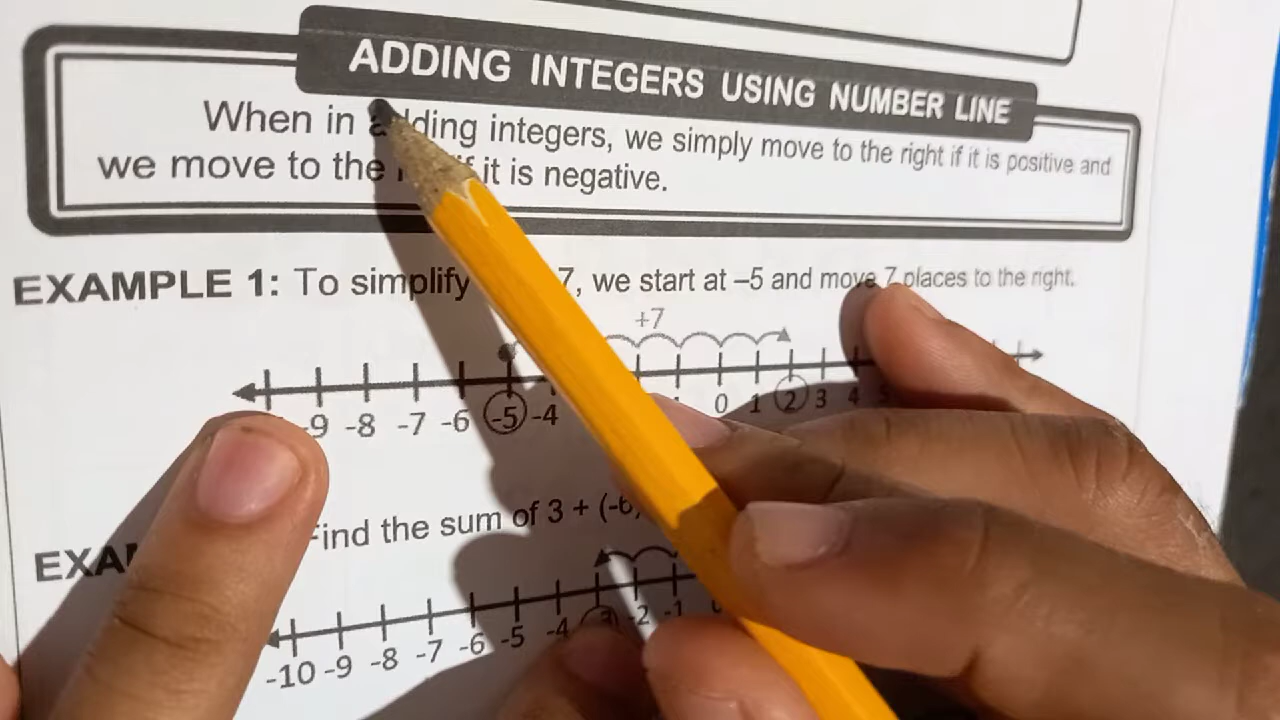 ADDING INTEGERS USING NUMBER LINE
When in adding integers, we simply move to the right if it is positive and
we move to the if it is negative.
EXAMPLE 1: To simplify 7, we start at –5 and move 7 places to the right.
+7
-9 -8 -7 -6 -5 -4 0 1 2 3 4
Find the sum of 3 + (-6
-10 -9 -8 -7 -6 -5 -4 -2 -1